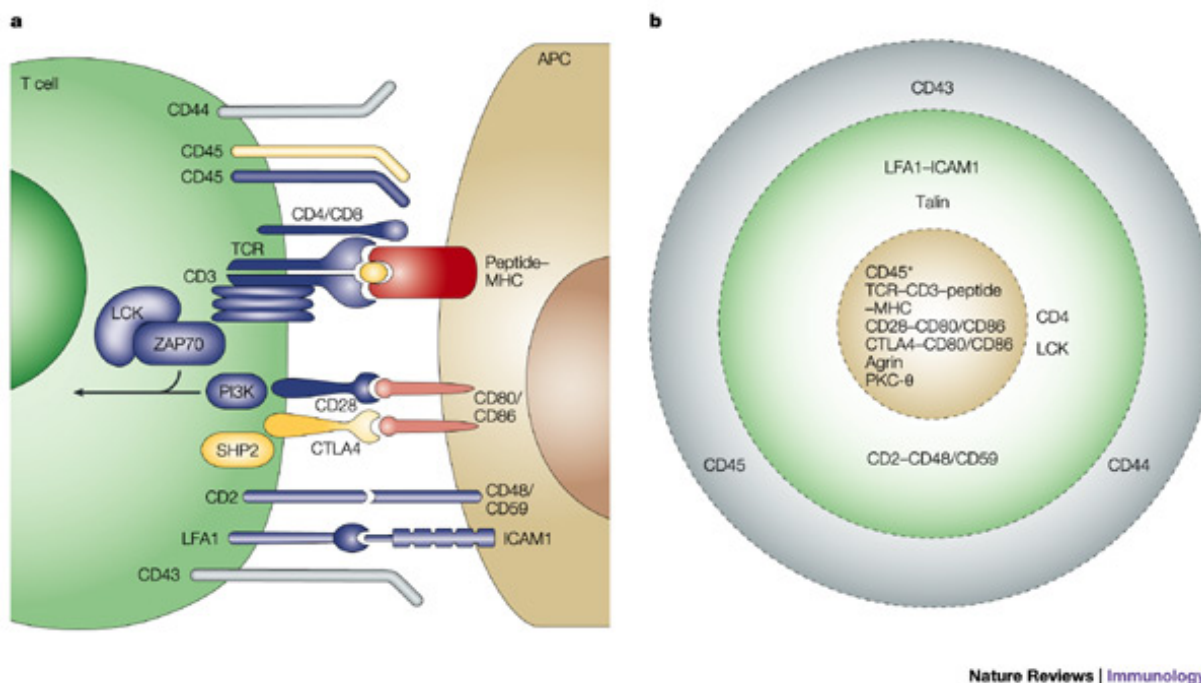 a
T cell
APC
CD44
CD45
CD45
CD4/CD8
TCR
CD3
Peptide–
MHC
LCK
ZAP70
PI3K
CD28
CD80/
CD86
SHP2
CTLA4
CD2
CD48/
CD59
LFA1
ICAM1
CD43
b
CD43
LFA1–ICAM1
Talin
CD45*
TCR–CD3–peptide
–MHC
CD28–CD80/CD86
CTLA4–CD80/CD86
Agrin
PKC-θ
CD4
LCK
CD2–CD48/CD59
CD45
CD44
Nature Reviews | Immunology